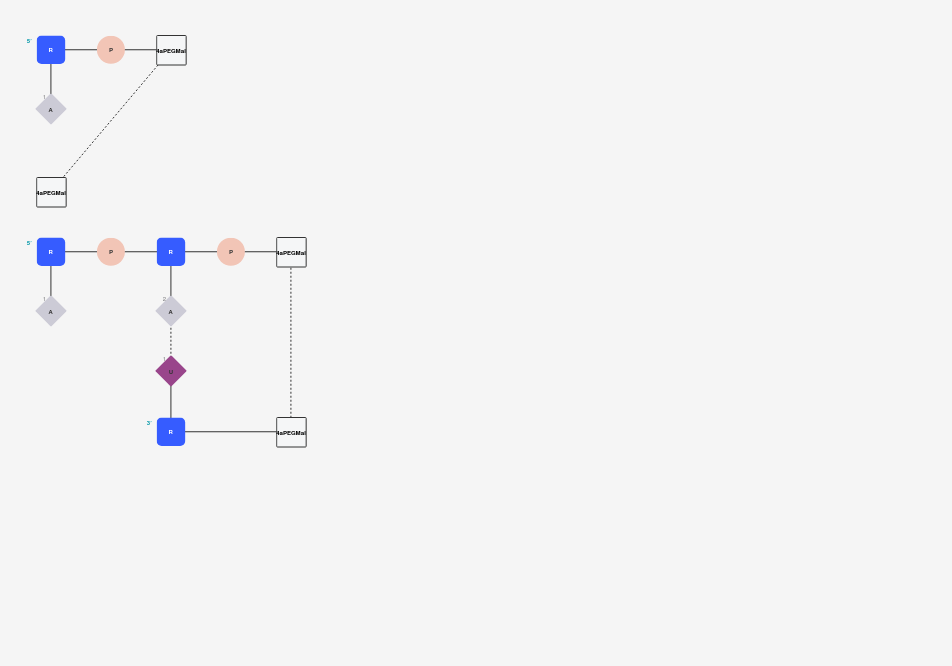 5'
R P 4aPEGMal
1
A
4aPEGMal
5'
R P R P 4aPEGMal
1 2
A A
1
U
3'
R 4aPEGMal